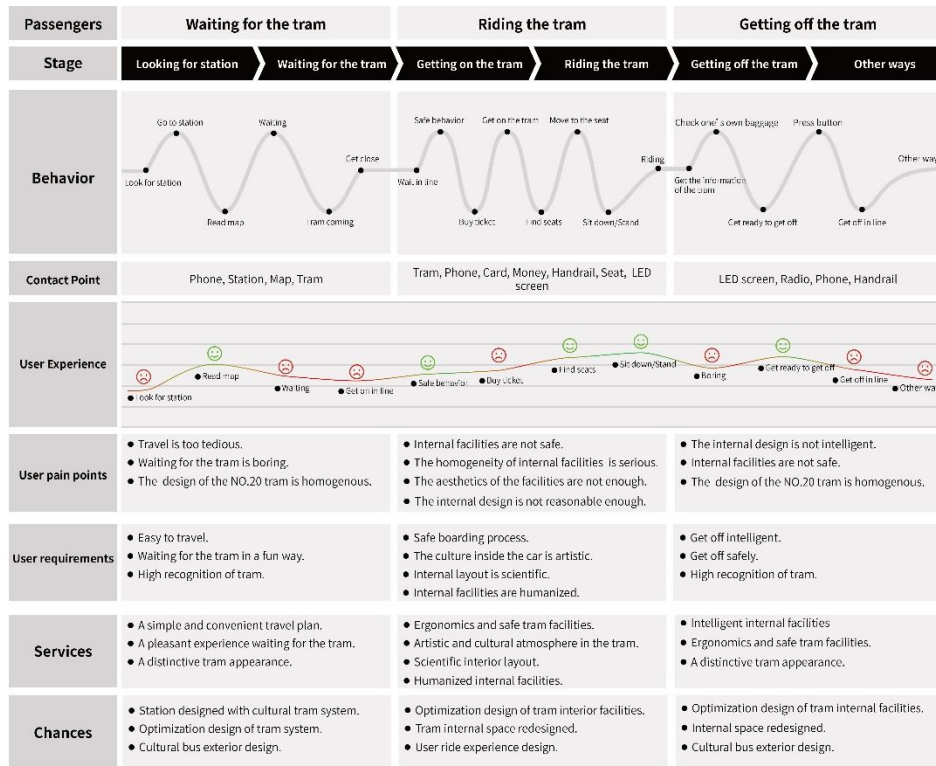 Passengers
Waiting for the tram
Riding the tram
Getting off the tram
Stage
Looking for station
Waiting for the tram
Getting on the tram
Riding the tram
Getting off the tram
Other ways
Behavior
Go to station
Waiting
Get close
Look for station
Read map
Tram coming
Safe behavior
Get on the tram
Move to the seat
Riding
Wait in line
Buy ticket
Find seats
Sit down/Stand
Check one's own baggage
Press button
Other way
Get the information
of the tram
Get ready to get off
Get off in line
Contact Point
Phone, Station, Map, Tram
Tram, Phone, Card, Money, Handrail, Seat, LED
screen
LED screen, Radio, Phone, Handrail
User Experience
Look for station
Read map
Waiting
Get on in line
Safe behavior
Buy ticket
Find seats
Sit down/Stand
Boring
Get ready to get off
Get off in line
Other wa
User pain points
● Travel is too tedious.
● Waiting for the tram is boring.
● The design of the NO.20 tram is homogenous.
● Internal facilities are not safe.
● The homogeneity of internal facilities is serious.
● The aesthetics of the facilities are not enough.
● The internal design is not reasonable enough.
● The internal design is not intelligent.
● Internal facilities are not safe.
● The design of the NO.20 tram is homogenous.
User requirements
● Easy to travel.
● Waiting for the tram in a fun way.
● High recognition of tram.
● Safe boarding process.
● The culture inside the car is artistic.
● Internal layout is scientific.
● Internal facilities are humanized.
● Get off intelligent.
● Get off safely.
● High recognition of tram.
Services
● A simple and convenient travel plan.
● A pleasant experience waiting for the tram.
● A distinctive tram appearance.
● Ergonomics and safe tram facilities.
● Artistic and cultural atmosphere in the tram.
● Scientific interior layout.
● Humanized internal facilities.
● Intelligent internal facilities
● Ergonomics and safe tram facilities.
● A distinctive tram appearance.
Chances
● Station designed with cultural tram system.
● Optimization design of tram system.
● Cultural bus exterior design.
● Optimization design of tram interior facilities.
● Tram internal space redesigned.
● User ride experience design.
● Optimization design of tram internal facilities.
● Internal space redesigned.
● Cultural bus exterior design.